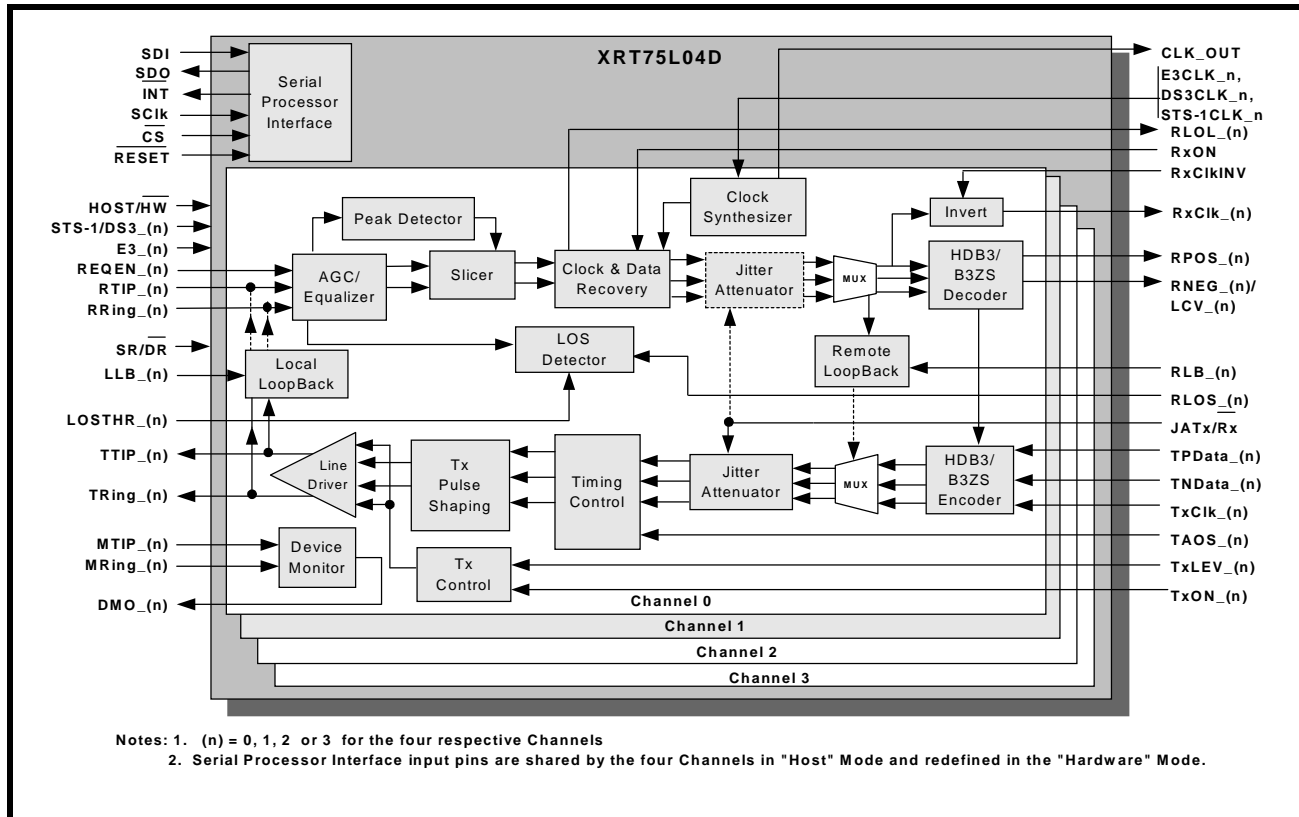 XRT75L04D
SDI
SDO
INT
SClk
CS
RESET
Serial
Processor
Interface
HOST/HW
STS-1/DS3_(n)
E3_(n)
REQEN_(n)
RTIP_(n)
RRing_(n)
SR/DR
LLB_(n)
LOSTHR_(n)
TTIP_(n)
TRing_(n)
MTIP_(n)
MRing_(n)
DMO_(n)
Peak Detector
AGC/
Equalizer
Slicer
Clock & Data
Recovery
Clock
Synthesizer
Jitter
Attenuator
MUX
Invert
HDB3/
B3ZS
Decoder
LOS
Detector
Remote
LoopBack
Local
LoopBack
Line
Driver
Tx
Pulse
Shaping
Timing
Control
Jitter
Attenuator
MUX
HDB3/
B3ZS
Encoder
Device
Monitor
Tx
Control
Channel 0
Channel 1
Channel 2
Channel 3
CLK_OUT
E3CLK_n,
DS3CLK_n,
STS-1CLK_n
RLOL_(n)
RxON
RxClkINV
RxClk_(n)
RPOS_(n)
RNEG_(n)/
LCV_(n)
RLB_(n)
RLOS_(n)
JATx/Rx
TPData_(n)
TNData_(n)
TxClk_(n)
TAOS_(n)
TxLEV_(n)
TxON_(n)
Notes: 1. (n) = 0, 1, 2 or 3 for the four respective Channels
2. Serial Processor Interface input pins are shared by the four Channels in "Host" Mode and redefined in the "Hardware" Mode.